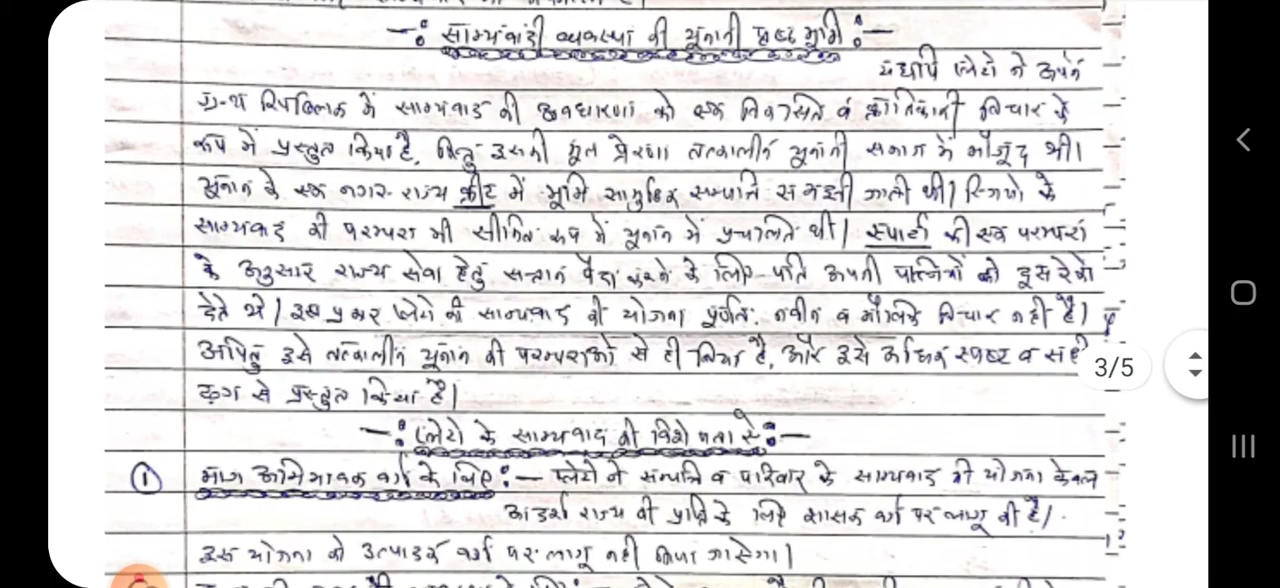 -: साम्यवादी व्यवस्था की यूनानी पृष्ठ भूमि :-
यद्यपि प्लेटो ने अपने
ग्रन्थ रिपब्लिक में साम्यवाद की अवधारणा को एक विकसित व क्रांतिकारी विचार के
रूप में प्रस्तुत किया है, किन्तु इसकी मूल प्रेरणा तत्कालीन यूनानी समाज में मौजूद थी।
यूनान के एक नगर-राज्य क्रीट में भूमि सामुहिक सम्पत्ति समझी जाती थी। स्त्रियों के
साम्यवाद की परम्परा भी सीमित रूप में यूनान में प्रचलित थी। स्पार्टा की एक परम्परा
के अनुसार राज्य सेवा हेतु सन्तान पैदा करने के लिए पति अपनी पत्नियों को दूसरे को
देते थे। इस प्रकार प्लेटो की साम्यवाद की योजना पूर्णत: नवीन व मौलिक विचार नहीं है।
अपितु इसे तत्कालीन यूनान की परम्पराओं से ही लिया है, और इसे अधिक स्पष्ट व सही
ढंग से प्रस्तुत किया है।
3/5
-: प्लेटो के साम्यवाद की विशेषताएं :-
① मात्र अभिभावक वर्ग के लिए :- प्लेटो ने सम्पत्ति व परिवार के साम्यवाद की योजना केवल
आदर्श राज्य की प्राप्ति के लिए शासक वर्ग पर लागू की है।
इस योजना को उत्पादक वर्ग पर लागू नहीं किया जायेगा।